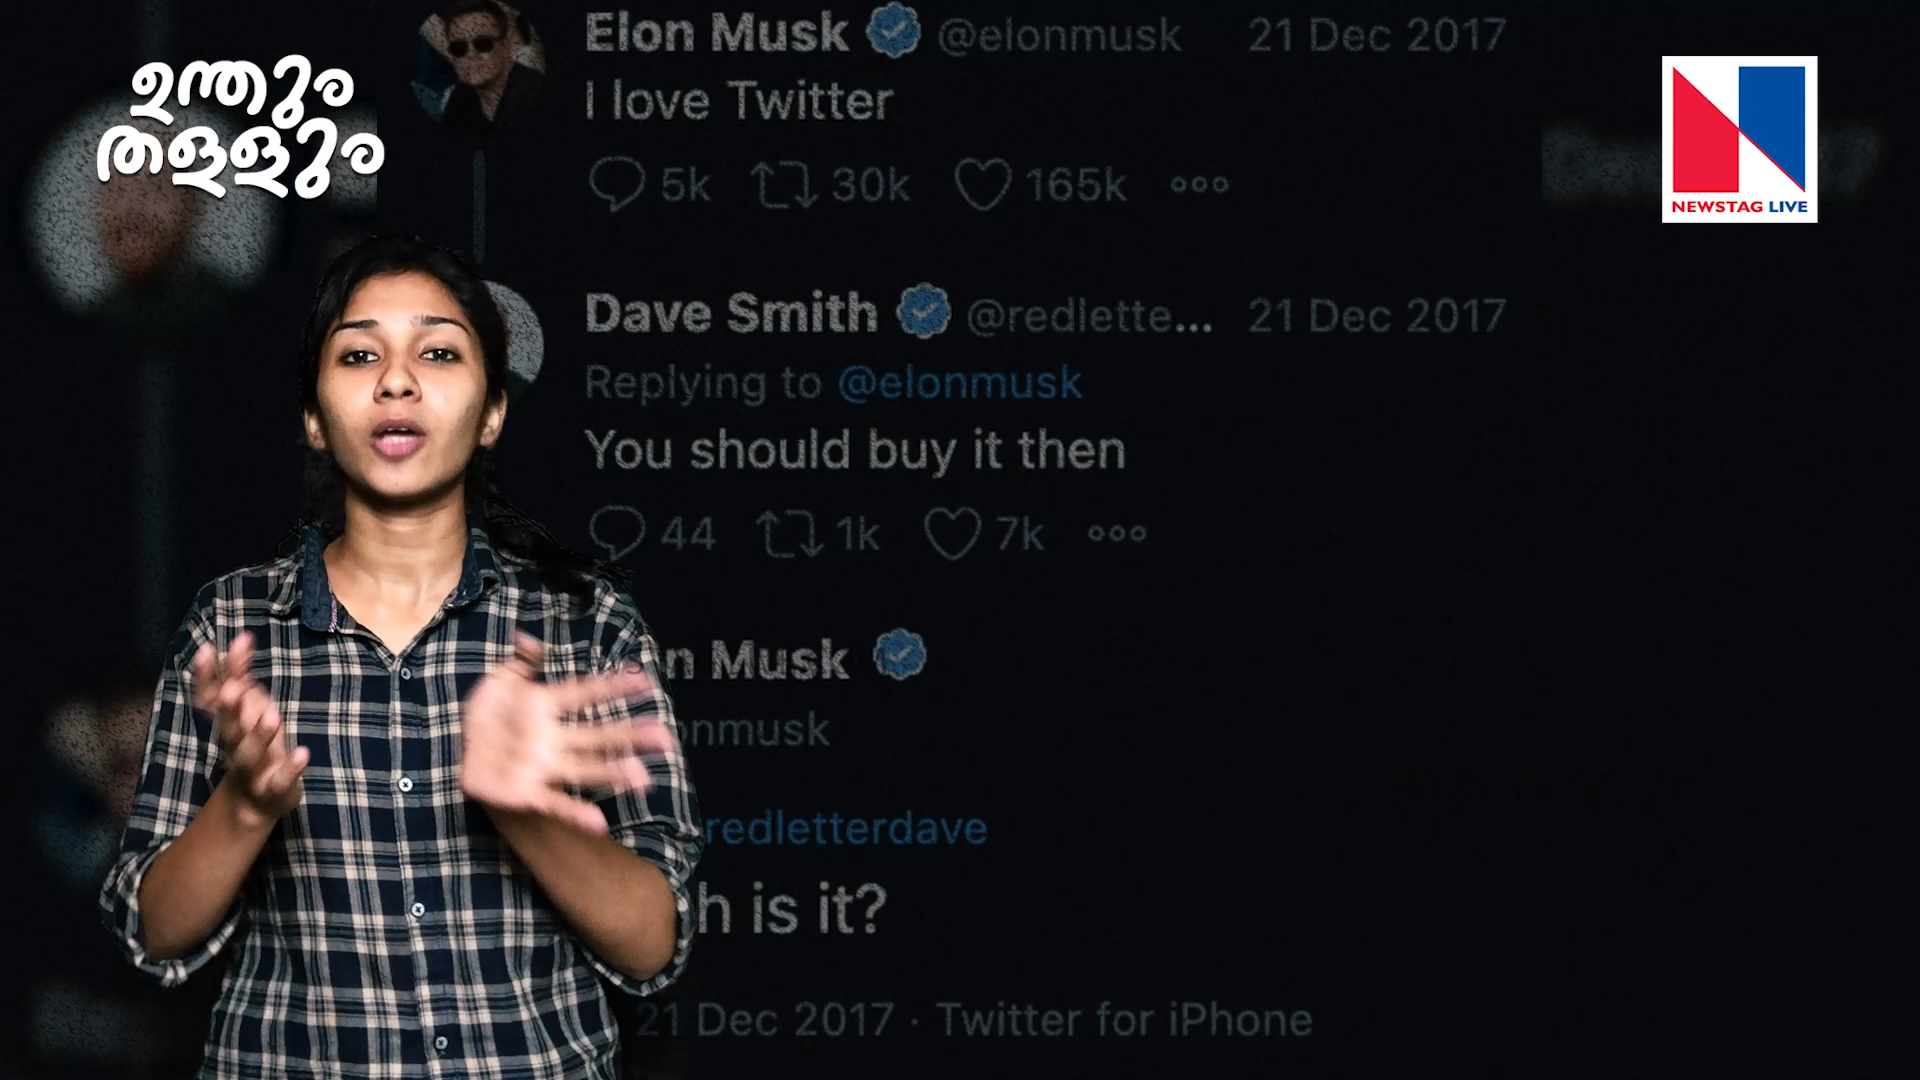 ഉന്തും
തള്ളും
Elon Musk @elonmusk 21 Dec 2017
I love Twitter
5k 30k 165k
NEWSTAG LIVE
Dave Smith @redlette... 21 Dec 2017
Replying to @elonmusk
You should buy it then
44 1k 7k
n Musk
onmusk
redletterdave
h is it?
21 Dec 2017 · Twitter for iPhone